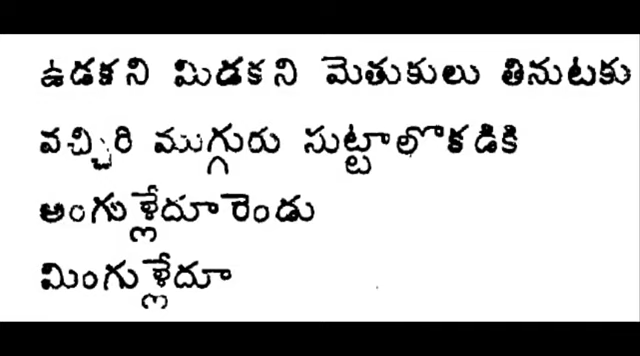 ఉడకని మిడకని మెతుకులు తినుటకు
వచ్చిరి ముగ్గురు సుట్టాలొకడికి
అంగుళ్లేదూ రెండు
మింగుళ్లేదూ